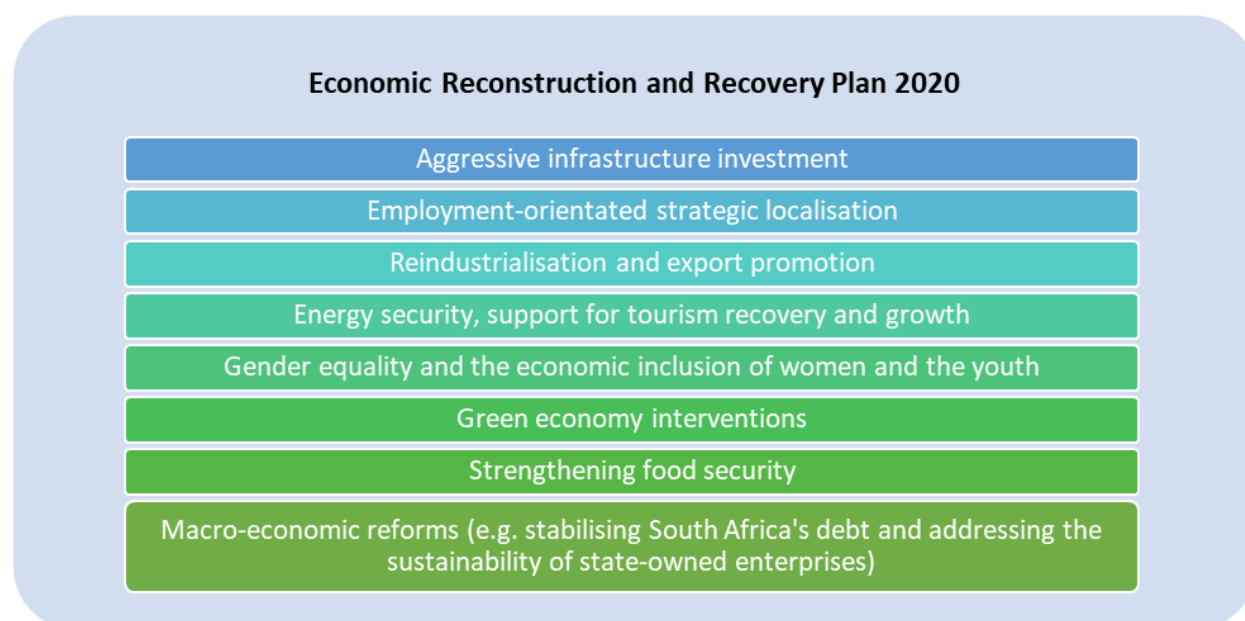 Economic Reconstruction and Recovery Plan 2020
Aggressive infrastructure investment
Employment-orientated strategic localisation
Reindustrialisation and export promotion
Energy security, support for tourism recovery and growth
Gender equality and the economic inclusion of women and the youth
Green economy interventions
Strengthening food security
Macro-economic reforms (e.g. stabilising South Africa's debt and addressing the
sustainability of state-owned enterprises)